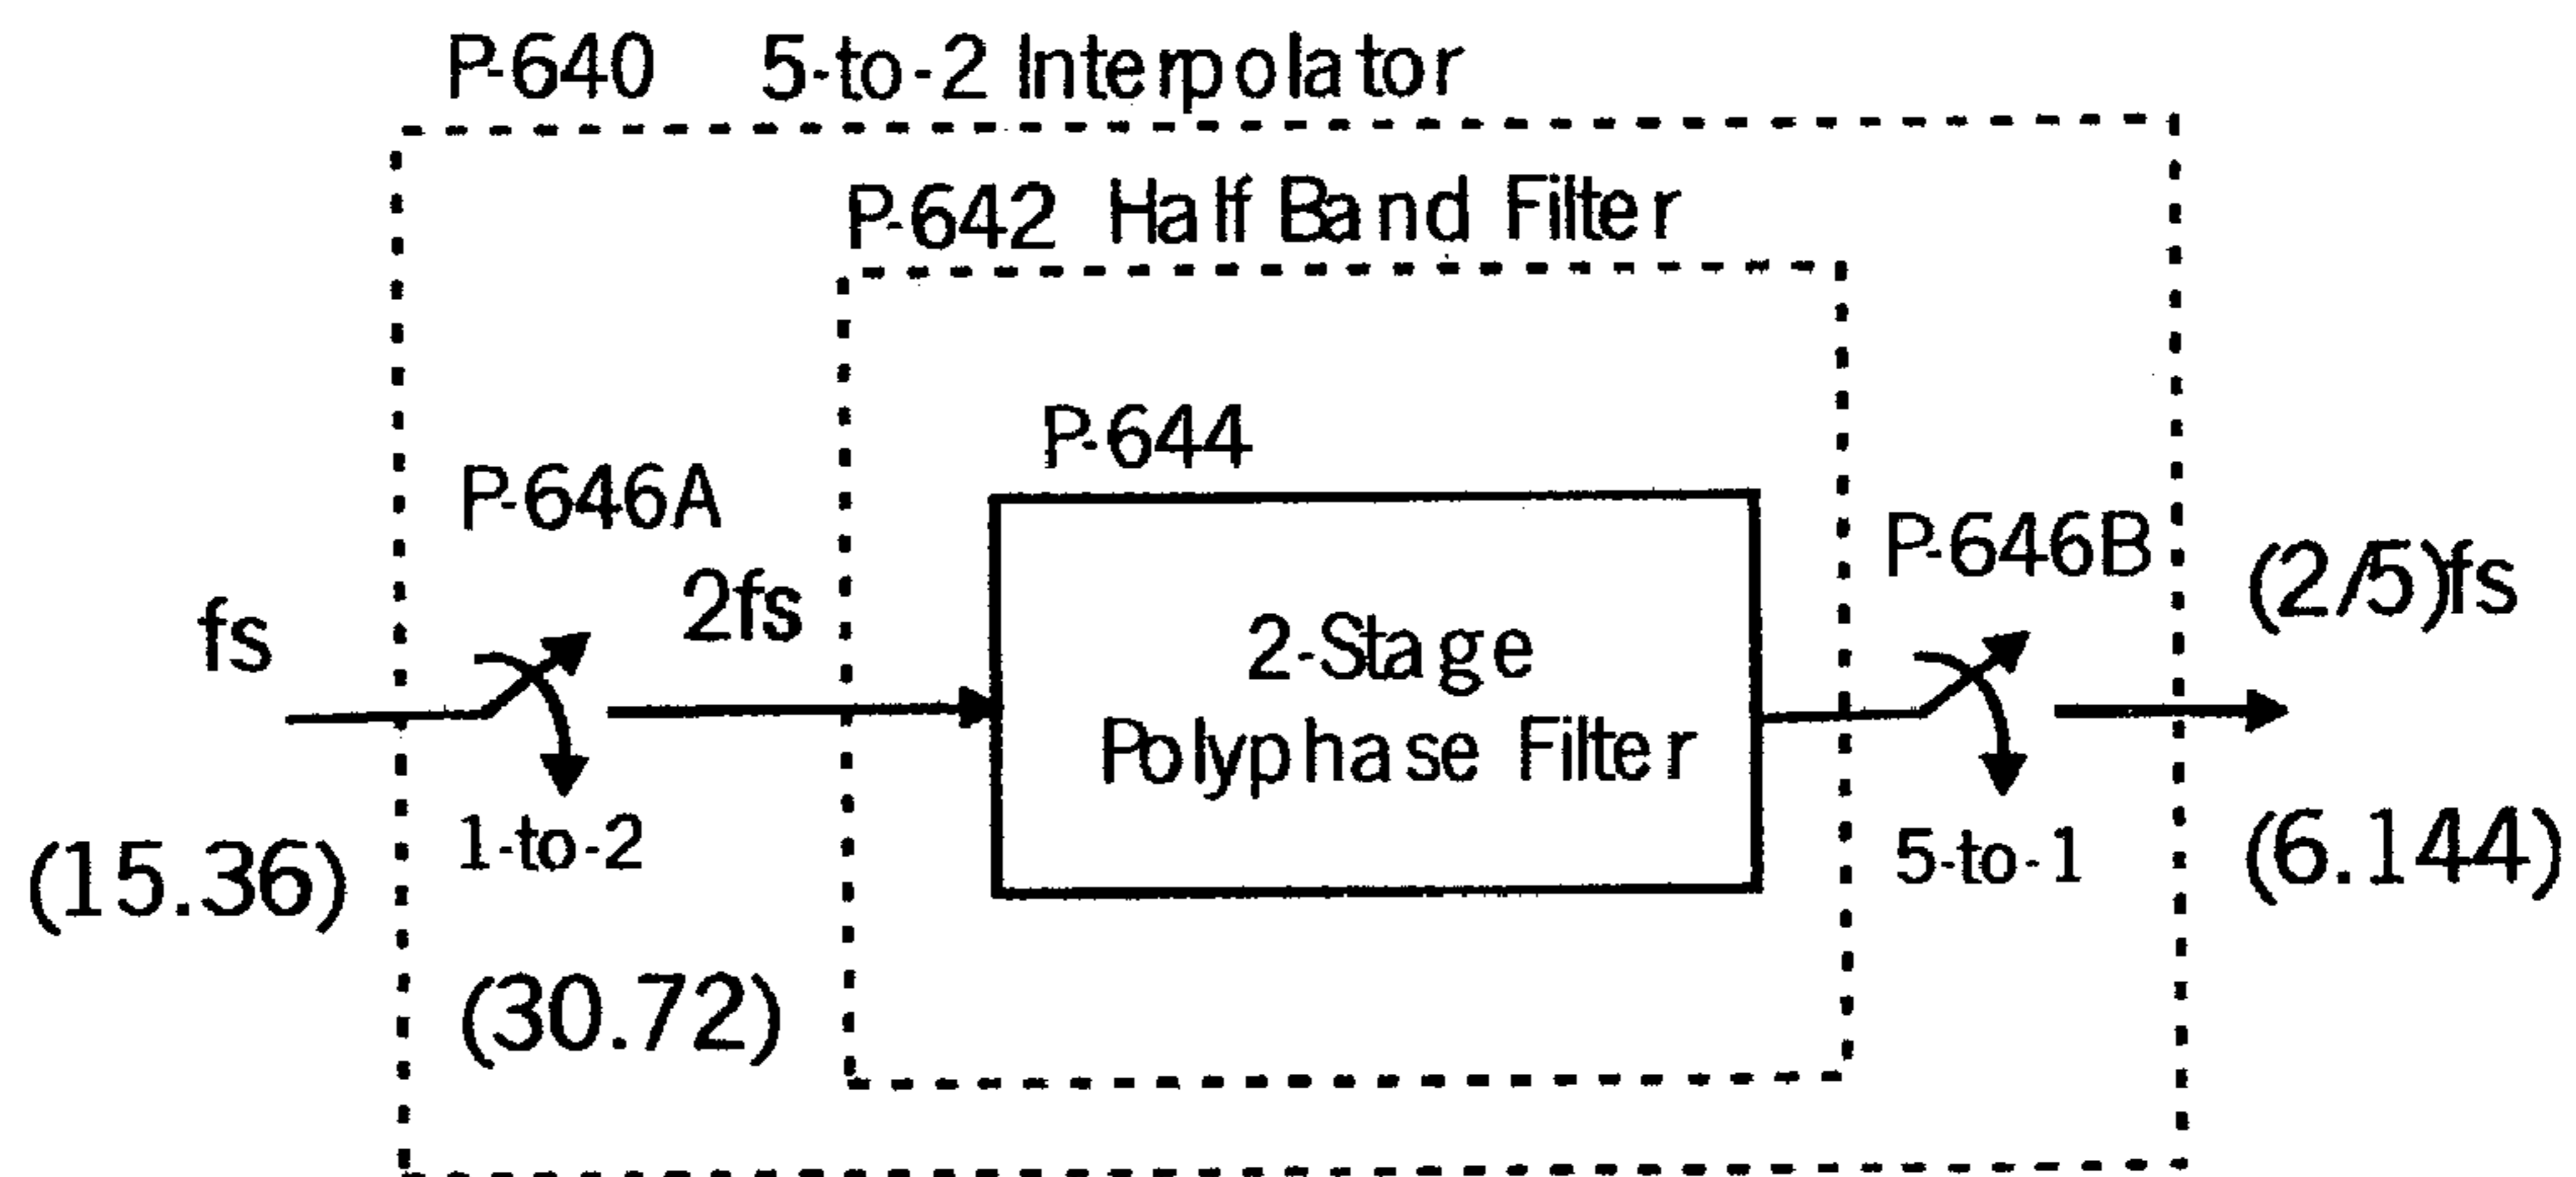 P-640 5-to-2 Interpolator
P-642 Half Band Filter
P-644
P-646A
P-646B
fs
2fs
(2/5)fs
2-Stage
Polyphase Filter
1-to-2
5-to-1
(15.36)
(6.144)
(30.72)